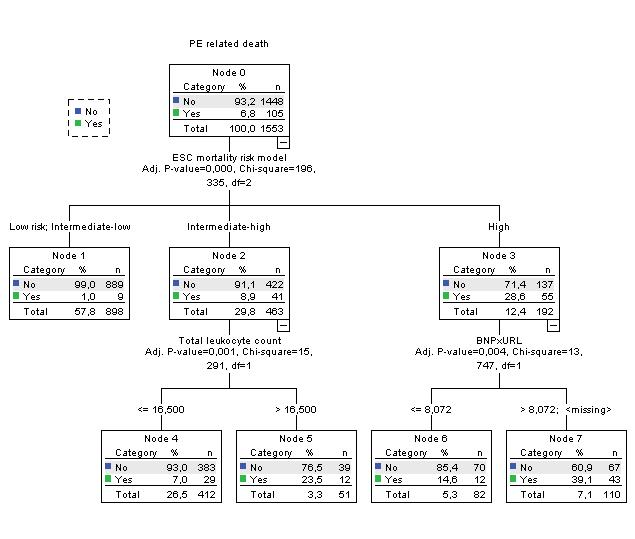 PE related death
No
Yes
Node 0
Category % n
No 93,2 1448
Yes 6,8 105
Total 100,0 1553
ESC mortality risk model
Adj. P-value=0,000, Chi-square=196,
335, df=2
Low risk; Intermediate-low
Intermediate-high
High
Node 1
Category % n
No 99,0 889
Yes 1,0 9
Total 57,8 898
Node 2
Category % n
No 91,1 422
Yes 8,9 41
Total 29,8 463
Node 3
Category % n
No 71,4 137
Yes 28,6 55
Total 12,4 192
Total leukocyte count
Adj. P-value=0,001, Chi-square=15,
291, df=1
BNPxURL
Adj. P-value=0,004, Chi-square=13,
747, df=1
<= 16,500
> 16,500
<= 8,072
> 8,072; <missing>
Node 4
Category % n
No 93,0 383
Yes 7,0 29
Total 26,5 412
Node 5
Category % n
No 76,5 39
Yes 23,5 12
Total 3,3 51
Node 6
Category % n
No 85,4 70
Yes 14,6 12
Total 5,3 82
Node 7
Category % n
No 60,9 67
Yes 39,1 43
Total 7,1 110